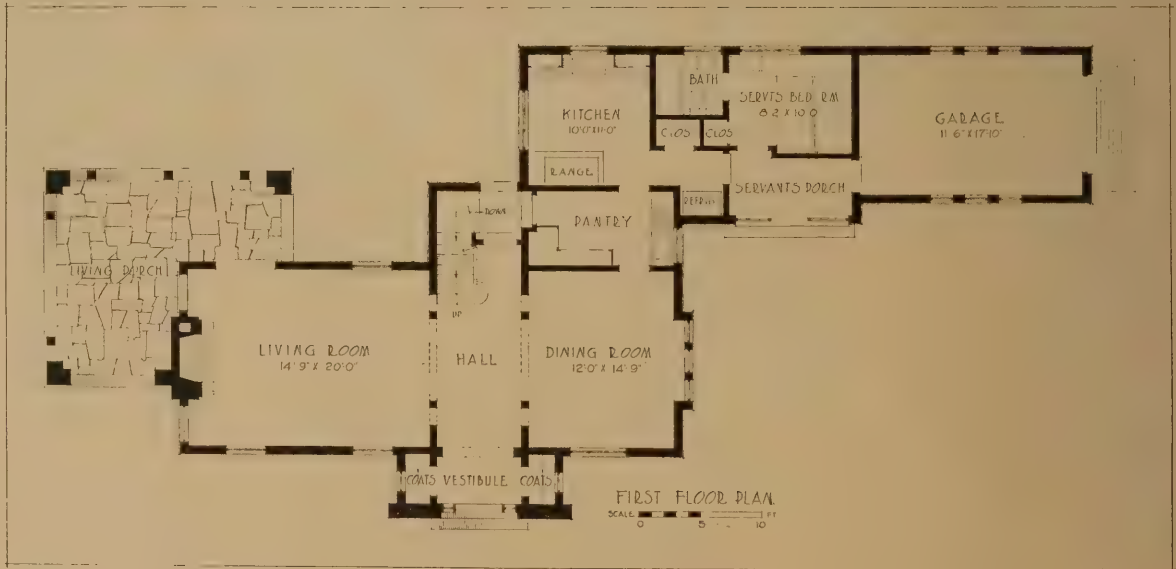 BATH
SERVTS BED RM
8-2 X 10-0
KITCHEN
10'0" X 11'-0"
GARAGE
11'-6" X 17'-10"
CLOS
CLOS
RANGE
SERVANTS PORCH
REFRIG
DOWN
PANTRY
LIVING PORCH
UP
LIVING ROOM
14'-9" X 20'-0"
HALL
DINING ROOM
12'-0" X 14'-9"
COATS VESTIBULE COATS
FIRST FLOOR PLAN.
SCALE FT
0 5 10